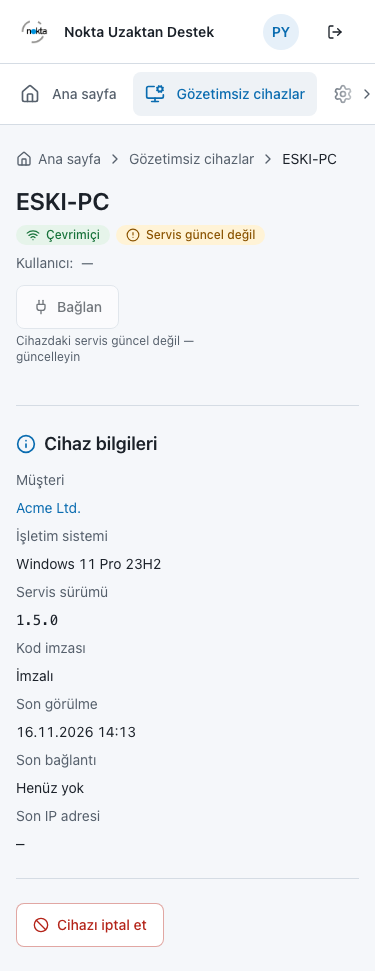 nokta
Nokta Uzaktan Destek
PY
Ana sayfa
Gözetimsiz cihazlar
Ana sayfa
Gözetimsiz cihazlar
ESKI-PC
ESKI-PC
Çevrimiçi
Servis güncel değil
Kullanıcı: —
Bağlan
Cihazdaki servis güncel değil —
güncelleyin
Cihaz bilgileri
Müşteri
Acme Ltd.
İşletim sistemi
Windows 11 Pro 23H2
Servis sürümü
1.5.0
Kod imzası
İmzalı
Son görülme
16.11.2026 14:13
Son bağlantı
Henüz yok
Son IP adresi
—
Cihazı iptal et